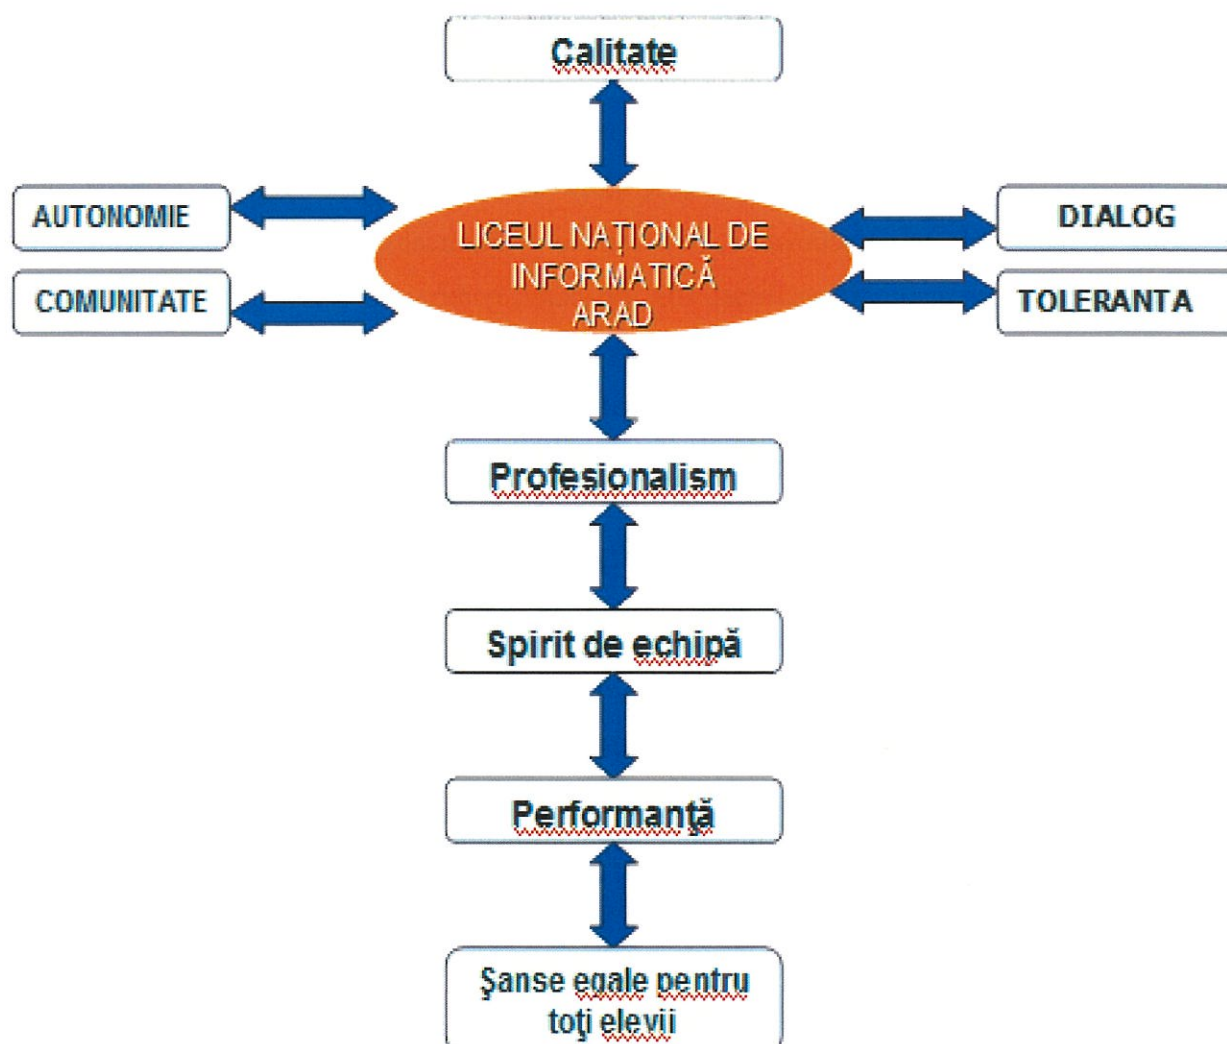 Calitate
AUTONOMIE
COMUNITATE
LICEUL NAȚIONAL DE
INFORMATICĂ
ARAD
DIALOG
TOLERANTA
Profesionalism
Spirit de echipă
Performanţă
Şanse egale pentru
toţi elevii